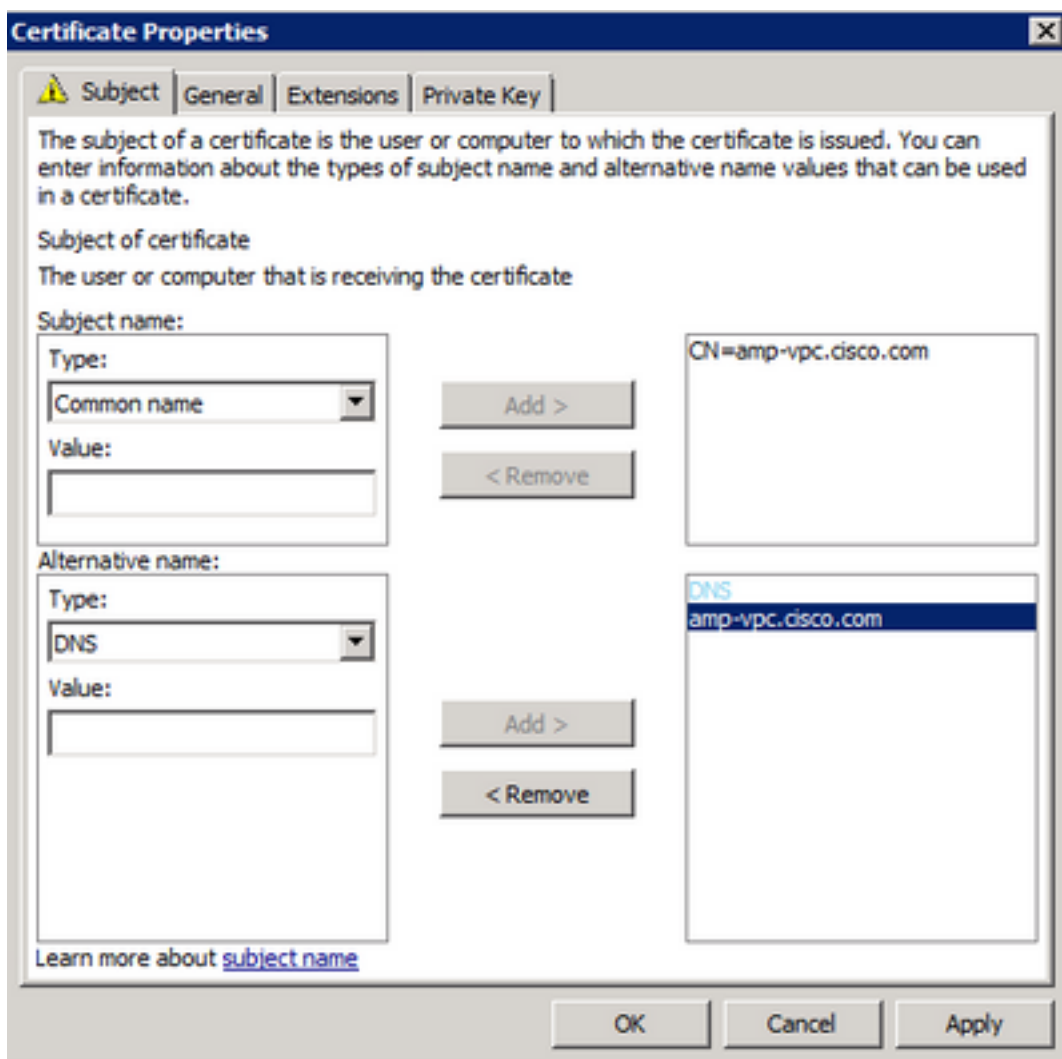 Certificate Properties
Subject
General
Extensions
Private Key
The subject of a certificate is the user or computer to which the certificate is issued. You can
enter information about the types of subject name and alternative name values that can be used
in a certificate.
Subject of certificate
The user or computer that is receiving the certificate
Subject name:
Type:
Common name
Value:
Add >
< Remove
CN=amp-vpc.cisco.com
Alternative name:
Type:
DNS
Value:
Add >
< Remove
DNS
amp-vpc.cisco.com
Learn more about subject name
OK
Cancel
Apply